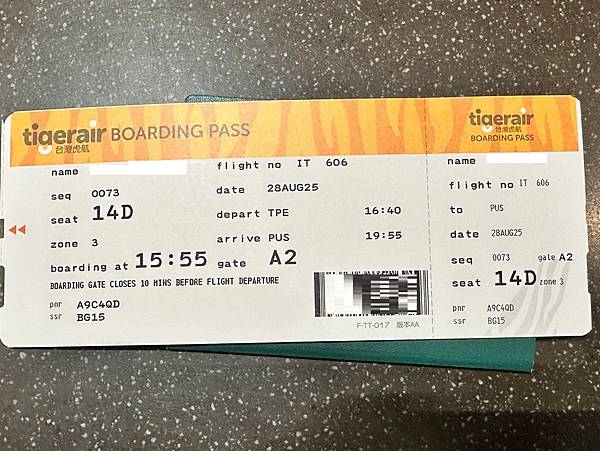 tigerair BOARDING PASS
台灣虎航
name
flight no IT 606
seq 0073
date 28AUG25
seat 14D
depart TPE 16:40
zone 3
arrive PUS 19:55
boarding at 15:55
gate A2
BOARDING GATE CLOSES 10 MINS BEFORE FLIGHT DEPARTURE
pnr A9C4QD
ssr BG15
F-TT-017 版本AA
tigerair
台灣虎航
BOARDING PASS
name
flight no IT 606
to PUS
date 28AUG25
seq 0073 gate A2
seat 14D zone 3
pnr A9C4QD
ssr BG15